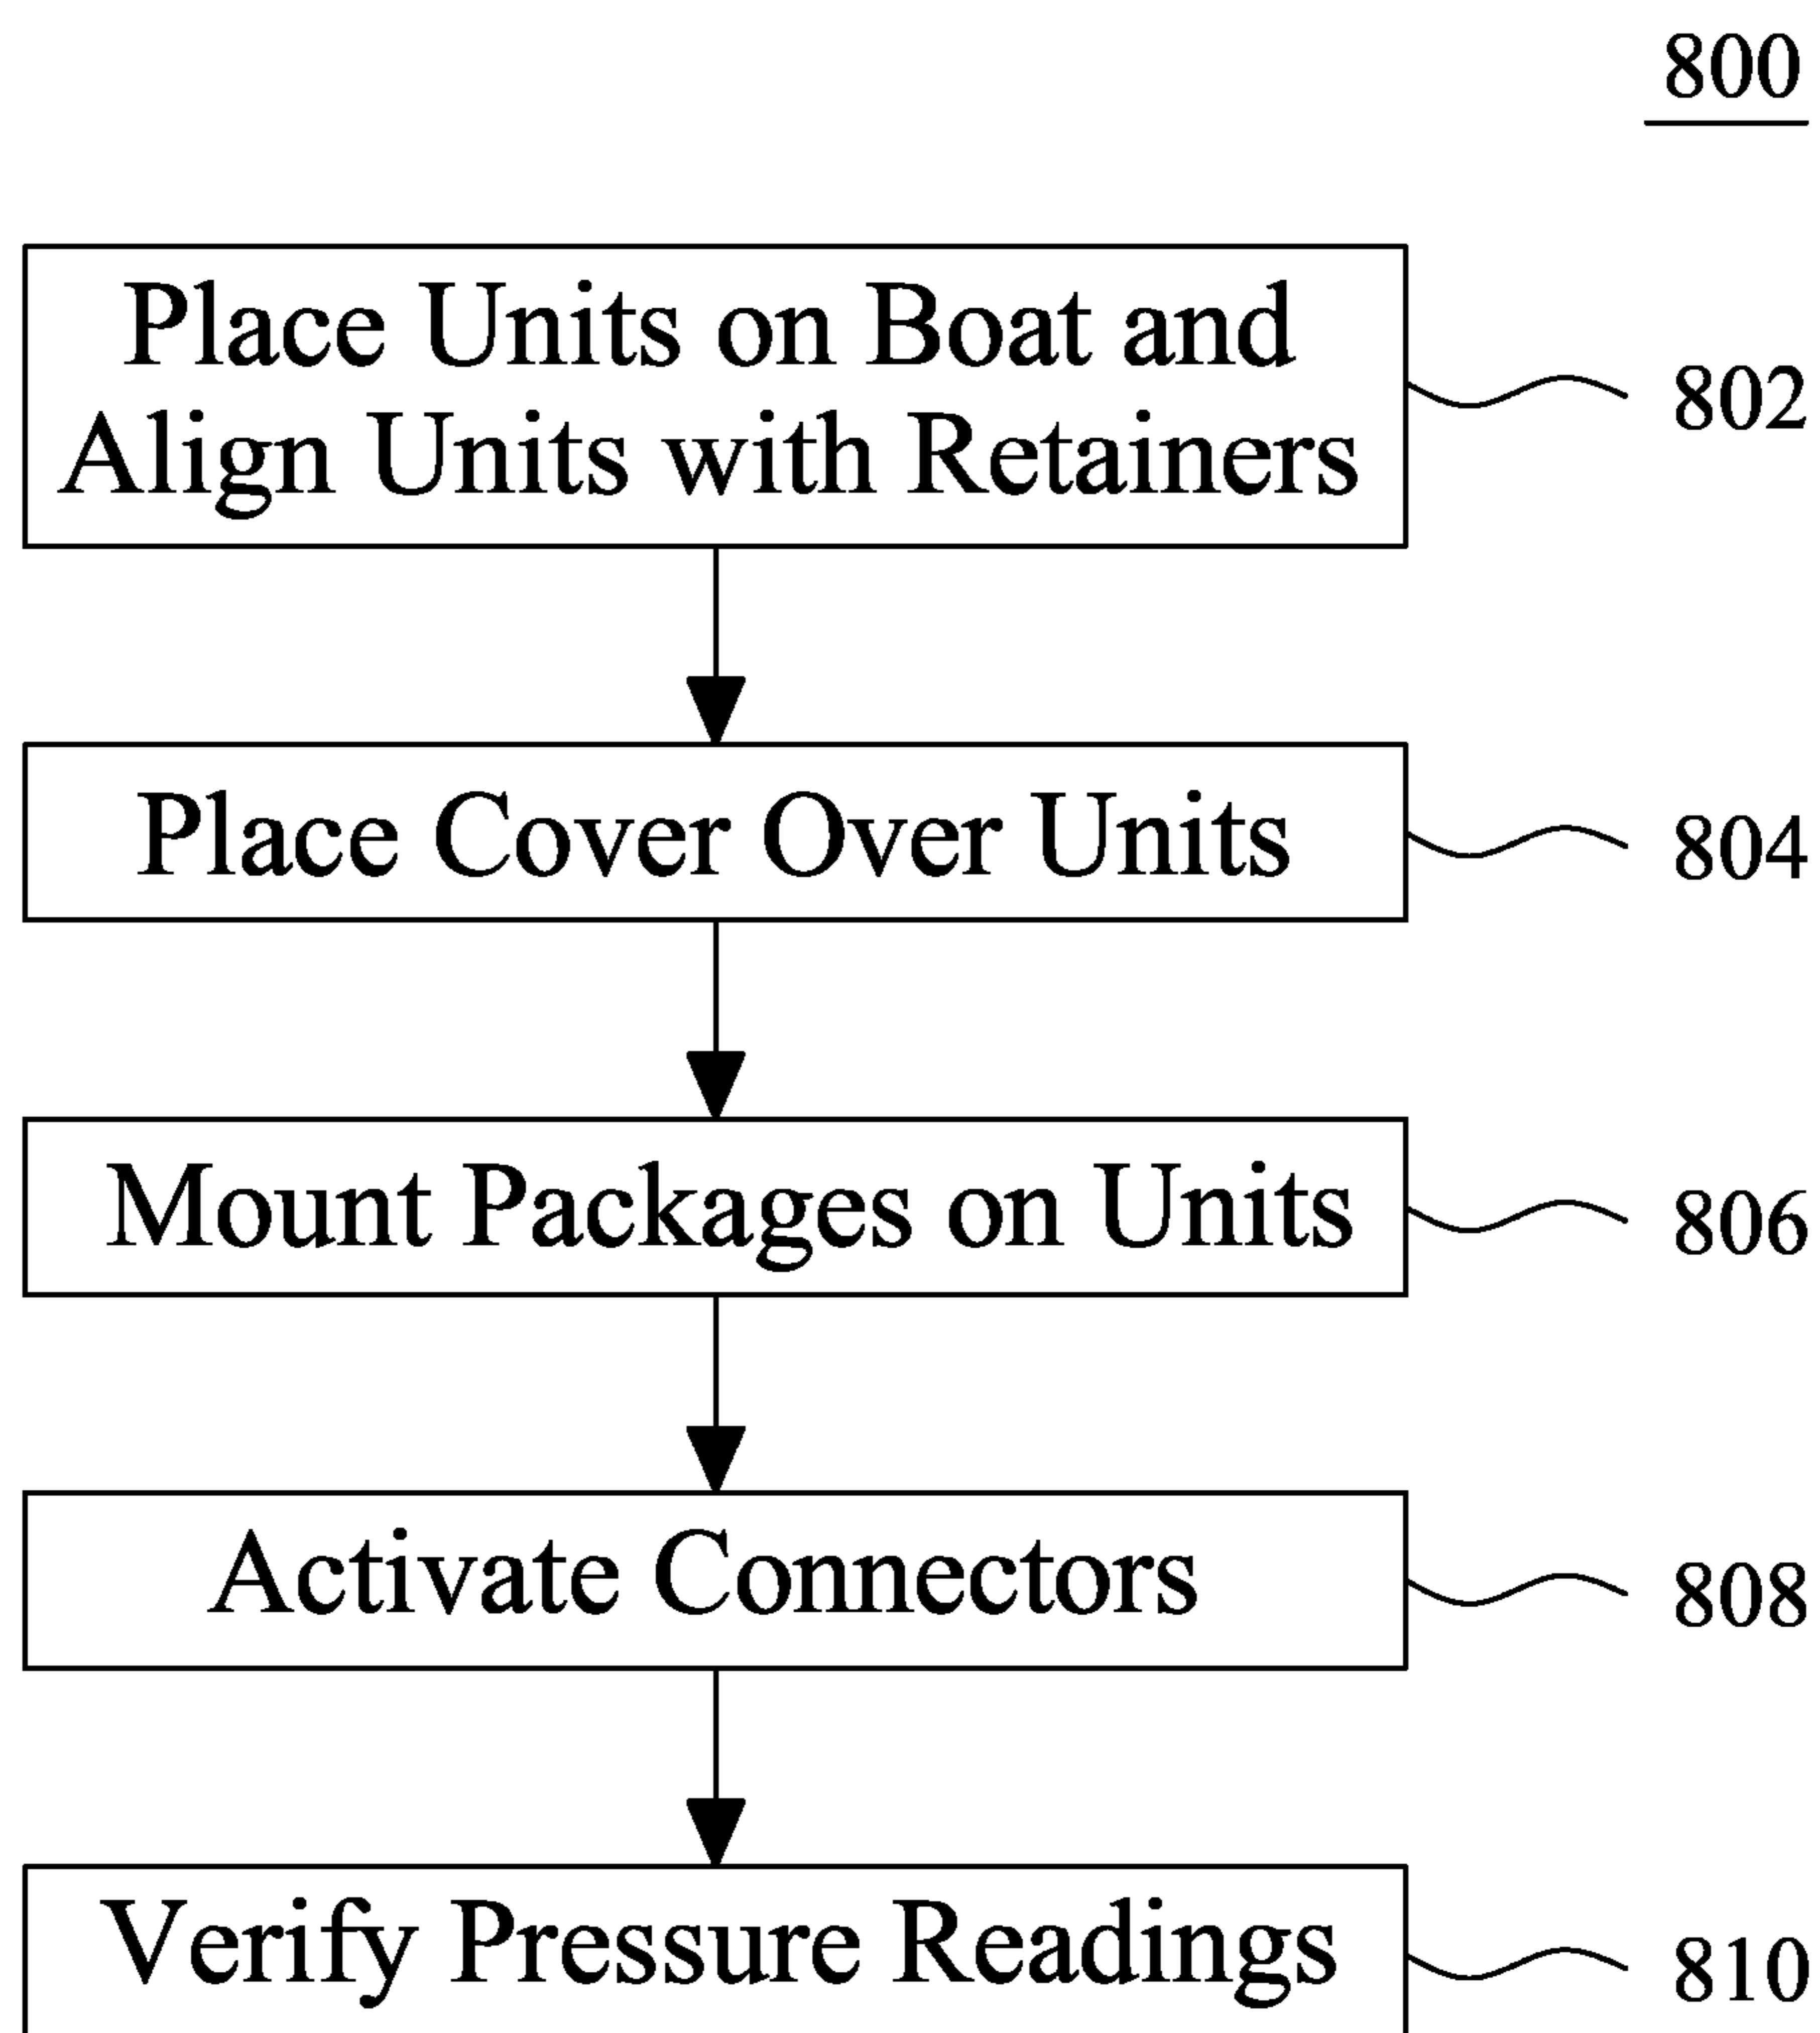 800
Place Units on Boat and
Align Units with Retainers
802
Place Cover Over Units
804
Mount Packages on Units
806
Activate Connectors
808
Verify Pressure Readings
810